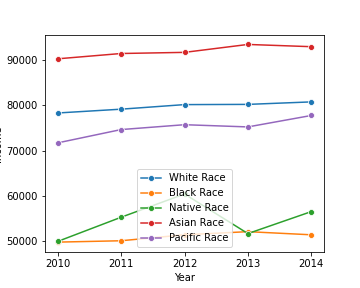 90000
80000
70000
60000
50000
White Race
Black Race
Native Race
Asian Race
Pacific Race
2010 2011 2012 2013 2014
Year